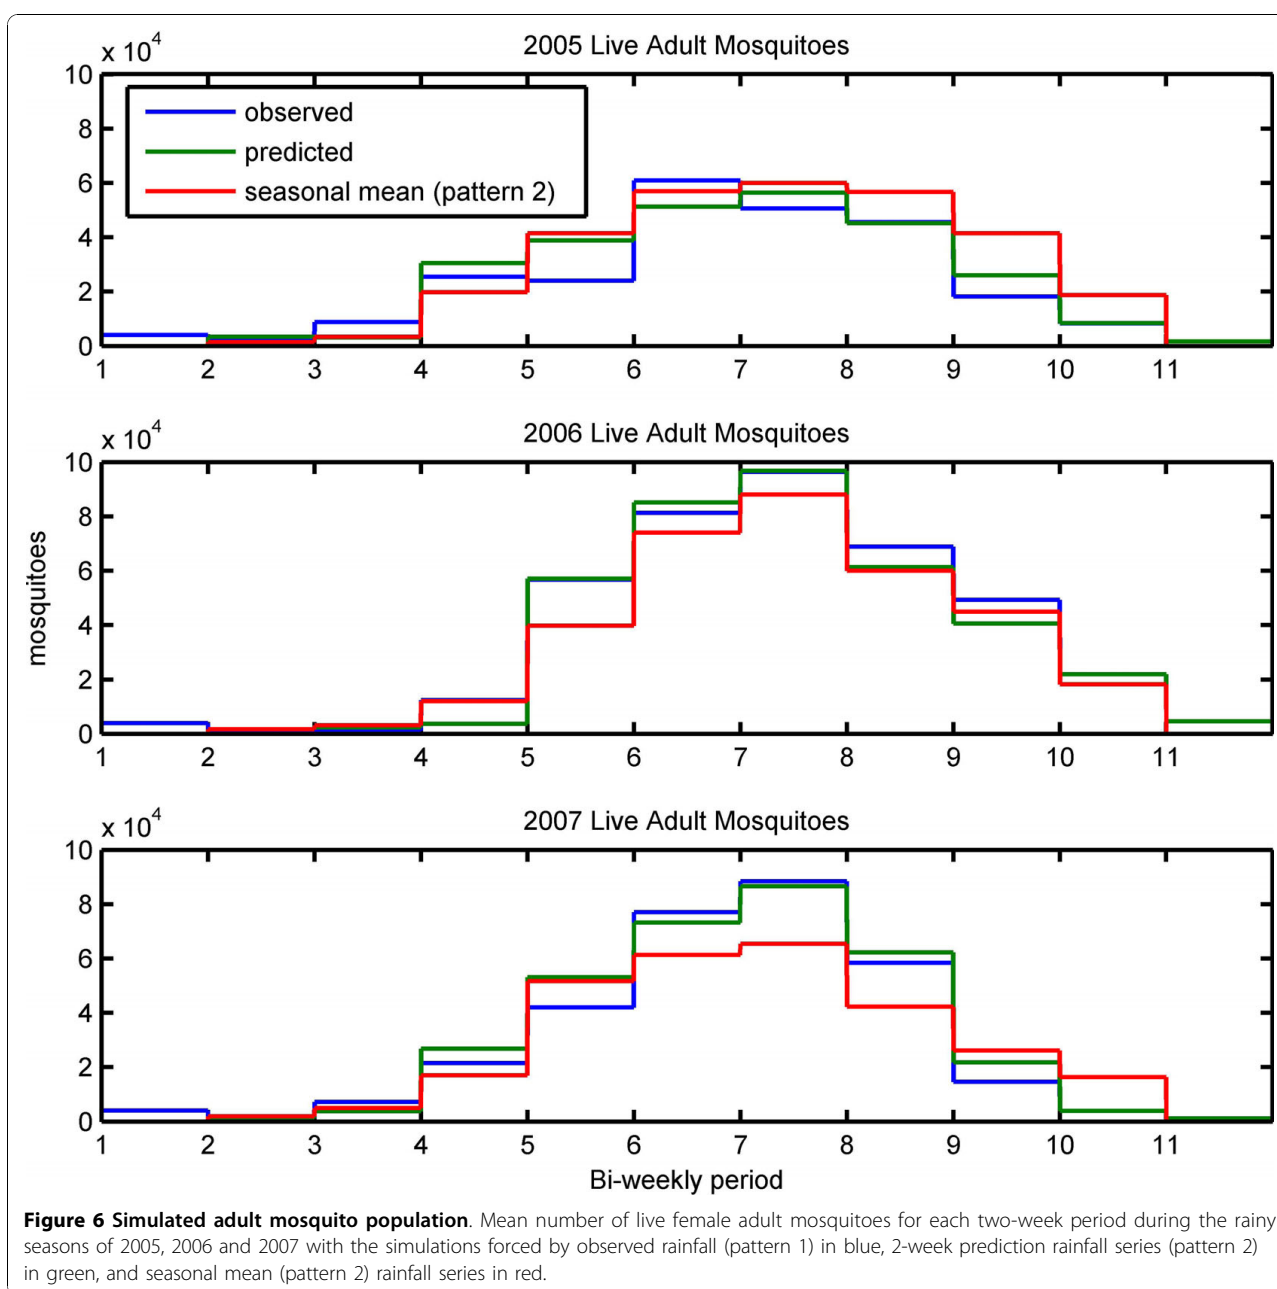 2005 Live Adult Mosquitoes
x 10^4
10
8
6
4
2
0
observed
predicted
seasonal mean (pattern 2)
1 2 3 4 5 6 7 8 9 10 11
2006 Live Adult Mosquitoes
x 10^4
10
8
6
4
2
0
mosquitoes
1 2 3 4 5 6 7 8 9 10 11
2007 Live Adult Mosquitoes
x 10^4
10
8
6
4
2
0
1 2 3 4 5 6 7 8 9 10 11
Bi-weekly period
Figure 6 Simulated adult mosquito population. Mean number of live female adult mosquitoes for each two-week period during the rainy
seasons of 2005, 2006 and 2007 with the simulations forced by observed rainfall (pattern 1) in blue, 2-week prediction rainfall series (pattern 2)
in green, and seasonal mean (pattern 2) rainfall series in red.